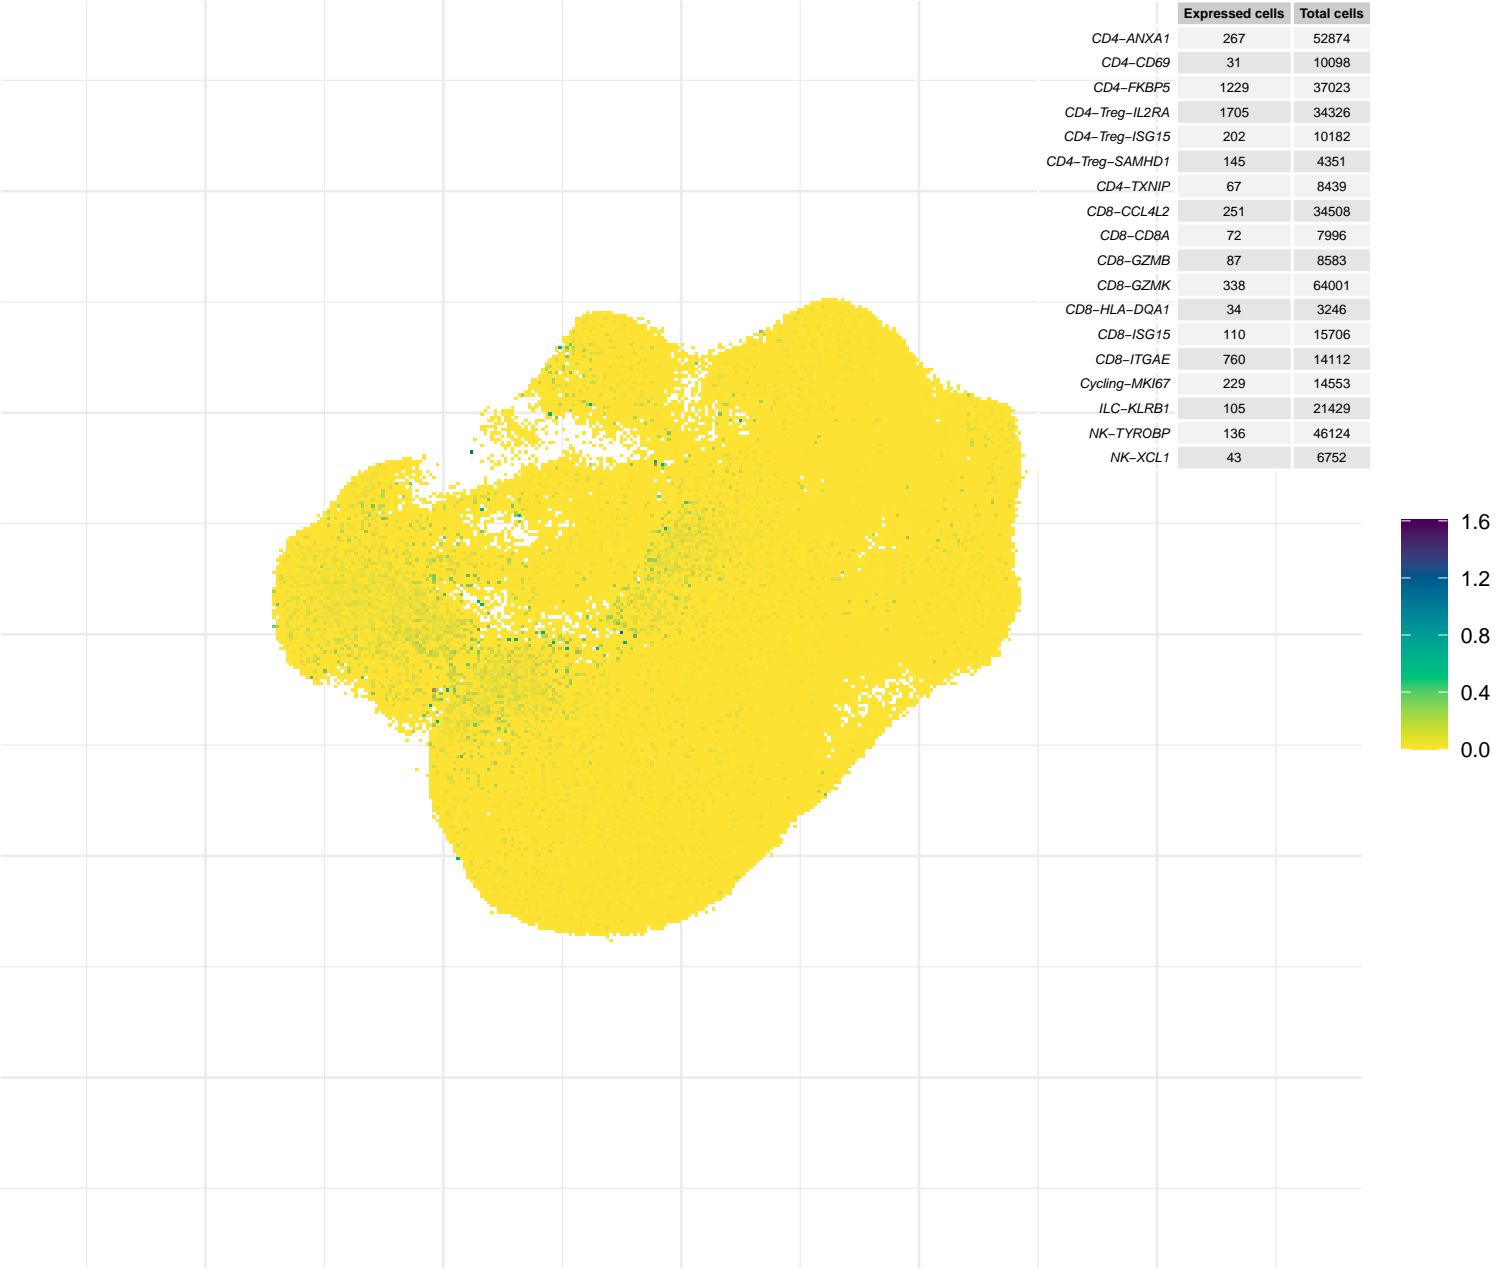 Expressed cells Total cells
CD4−ANXA1 267 52874
CD4−CD69 31 10098
CD4−FKBP5 1229 37023
CD4−Treg−IL2RA 1705 34326
CD4−Treg−ISG15 202 10182
CD4−Treg−SAMHD1 145 4351
CD4−TXNIP 67 8439
CD8−CCL4L2 251 34508
CD8−CD8A 72 7996
CD8−GZMB 87 8583
CD8−GZMK 338 64001
CD8−HLA−DQA1 34 3246
CD8−ISG15 110 15706
CD8−ITGAE 760 14112
Cycling−MKI67 229 14553
ILC−KLRB1 105 21429
NK−TYROBP 136 46124
NK−XCL1 43 6752
1.6
1.2
0.8
0.4
0.0